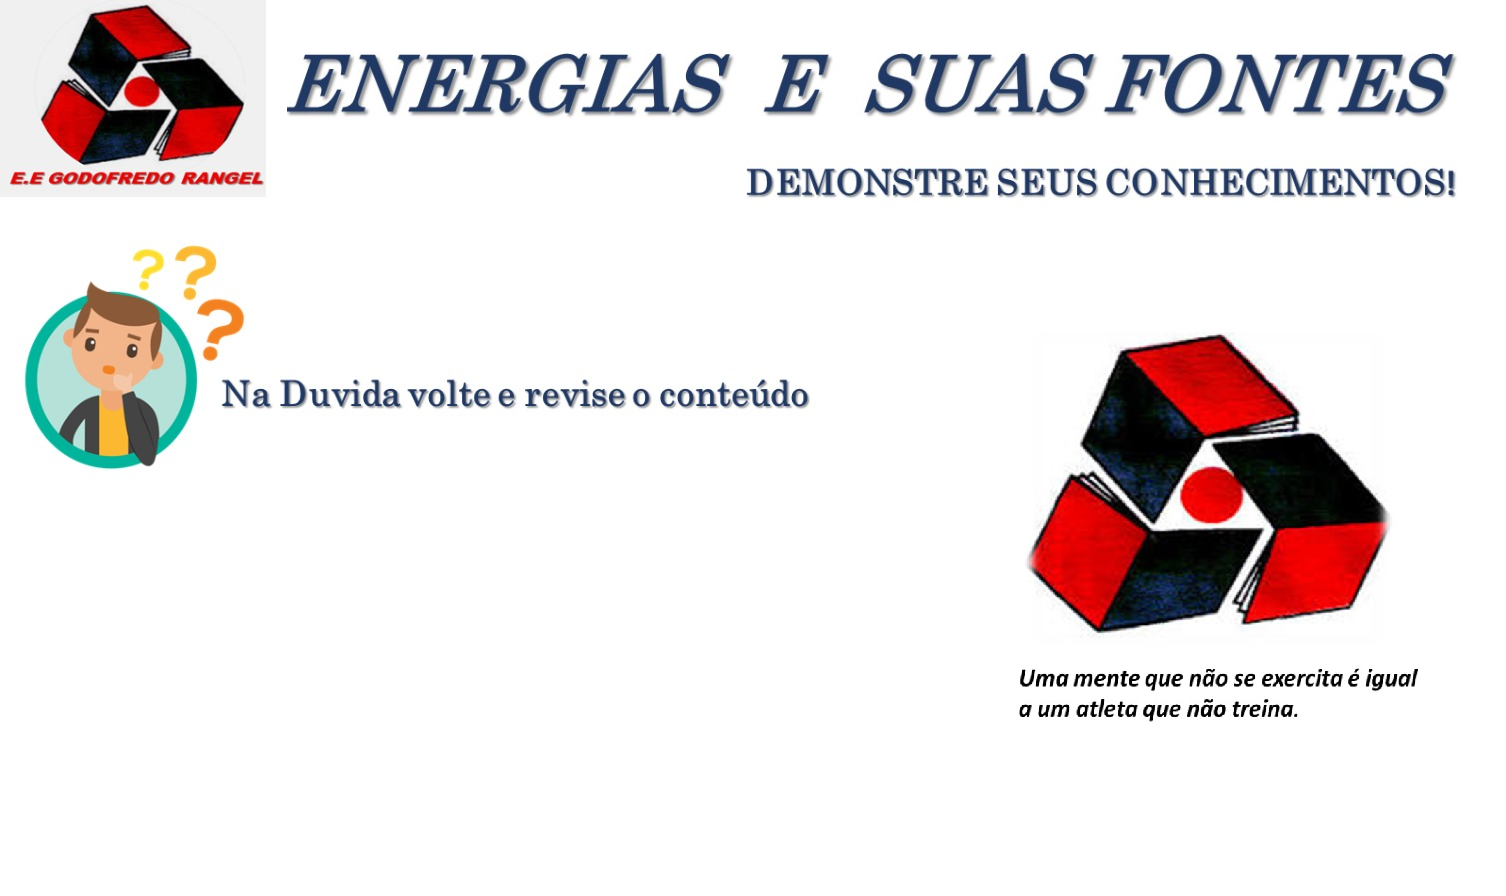 ENERGIAS E SUAS FONTES
E.E GODOFREDO RANGEL
DEMONSTRE SEUS CONHECIMENTOS!
? ? ?
Na Duvida volte e revise o conteúdo
Uma mente que não se exercita é igual
a um atleta que não treina.